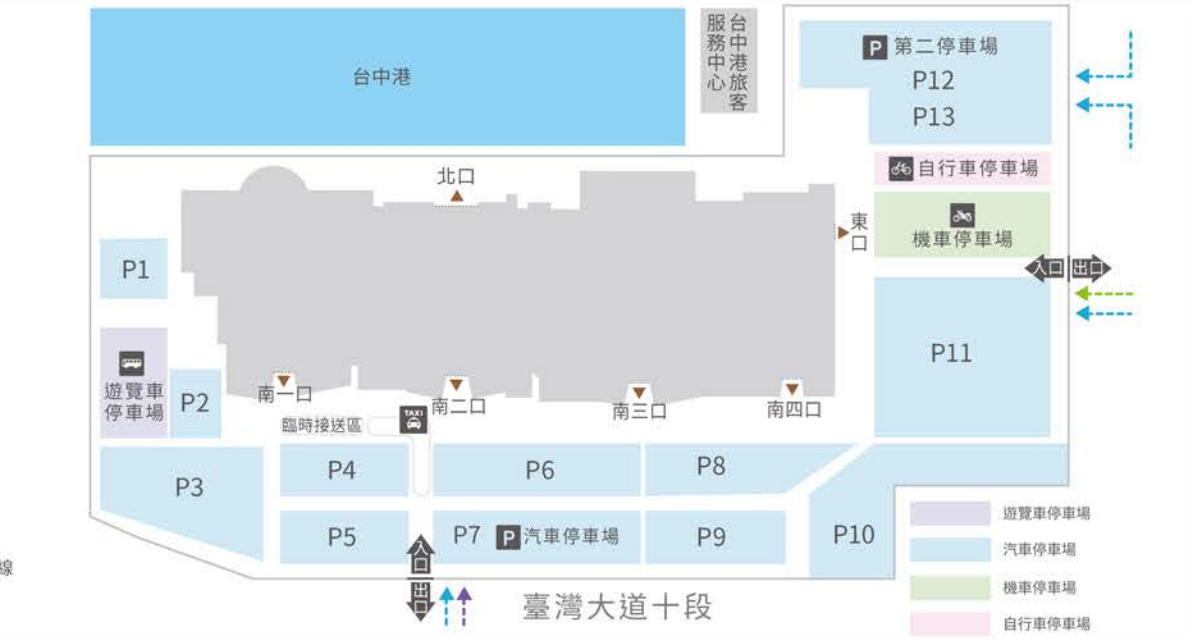 台中港
台中港旅客
服務中心
P 第二停車場
P12
P13
自行車停車場
機車停車場
北口
東口
入口 出口
P1
P11
遊覽車
停車場
P2
南一口
南二口
南三口
南四口
臨時接送區
TAXI
P3
P4
P6
P8
P5
P7 P 汽車停車場
P9
P10
入口
出口
臺灣大道十段
線
遊覽車停車場
汽車停車場
機車停車場
自行車停車場